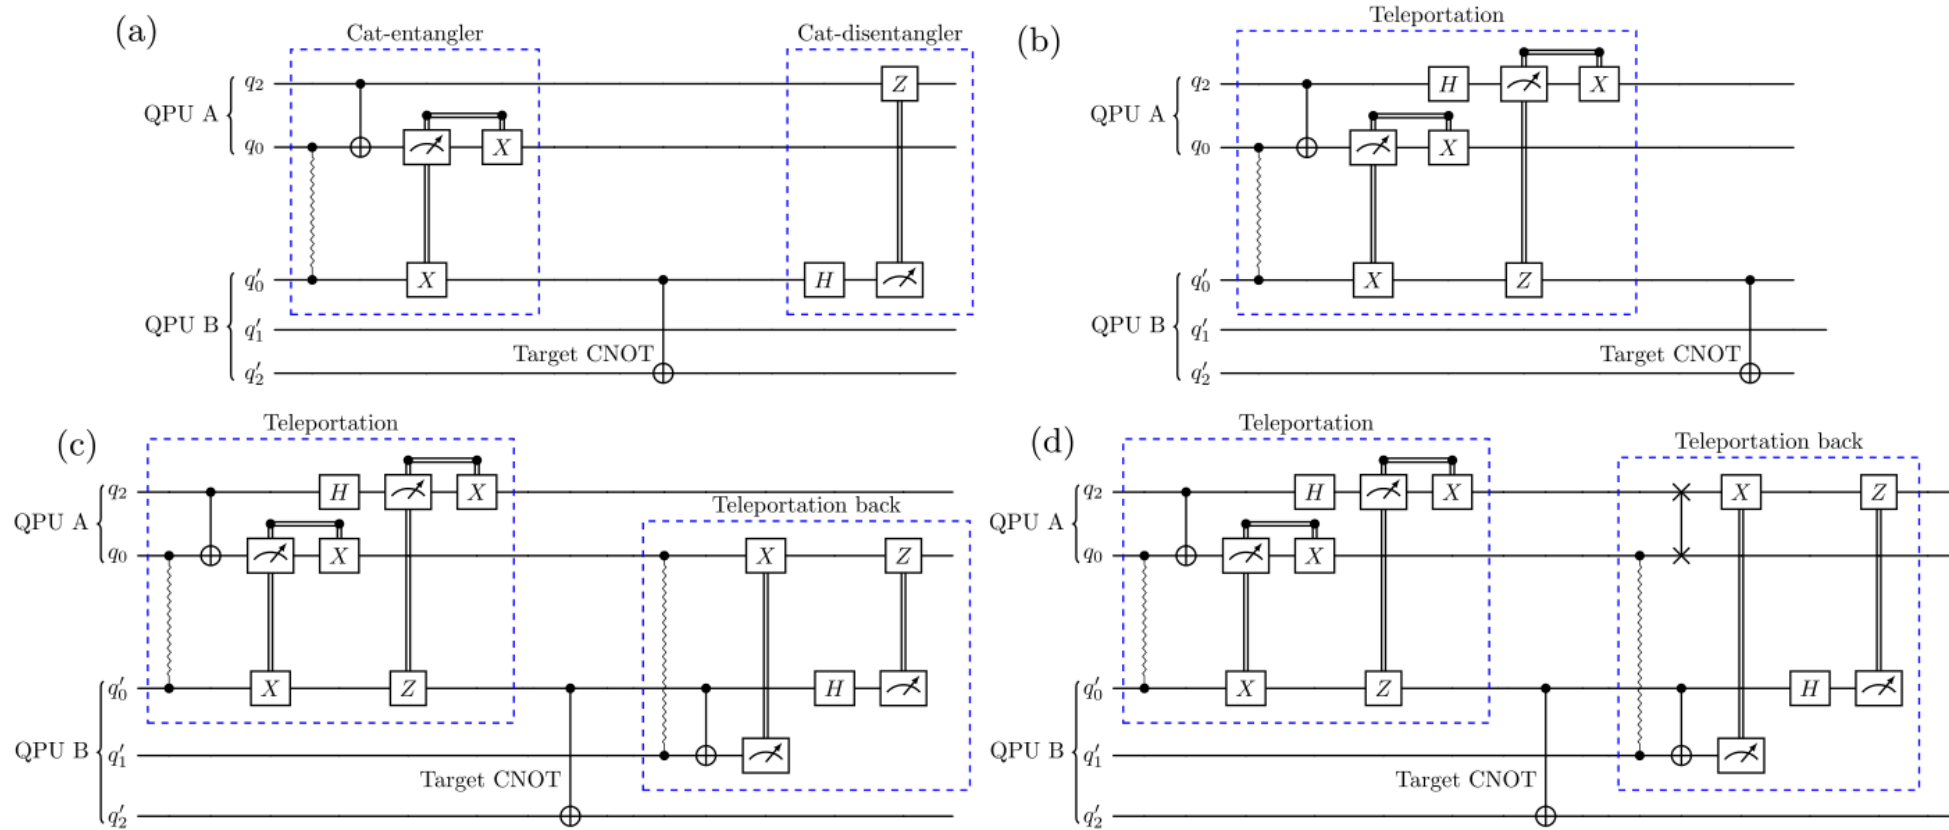 (a)
Cat-entangler
Cat-disentangler
QPU A
q₂
Z
q₀
X
QPU B
q′₀
X
H
q′₁
Target CNOT
q′₂
(b)
Teleportation
QPU A
q₂
H
X
q₀
X
QPU B
q′₀
X
Z
q′₁
Target CNOT
q′₂
(c)
Teleportation
QPU A
q₂
H
X
Teleportation back
q₀
X
X
Z
QPU B
q′₀
X
Z
H
q′₁
Target CNOT
q′₂
(d)
Teleportation
Teleportation back
QPU A
q₂
H
X
X
Z
q₀
X
QPU B
q′₀
X
Z
H
q′₁
Target CNOT
q′₂